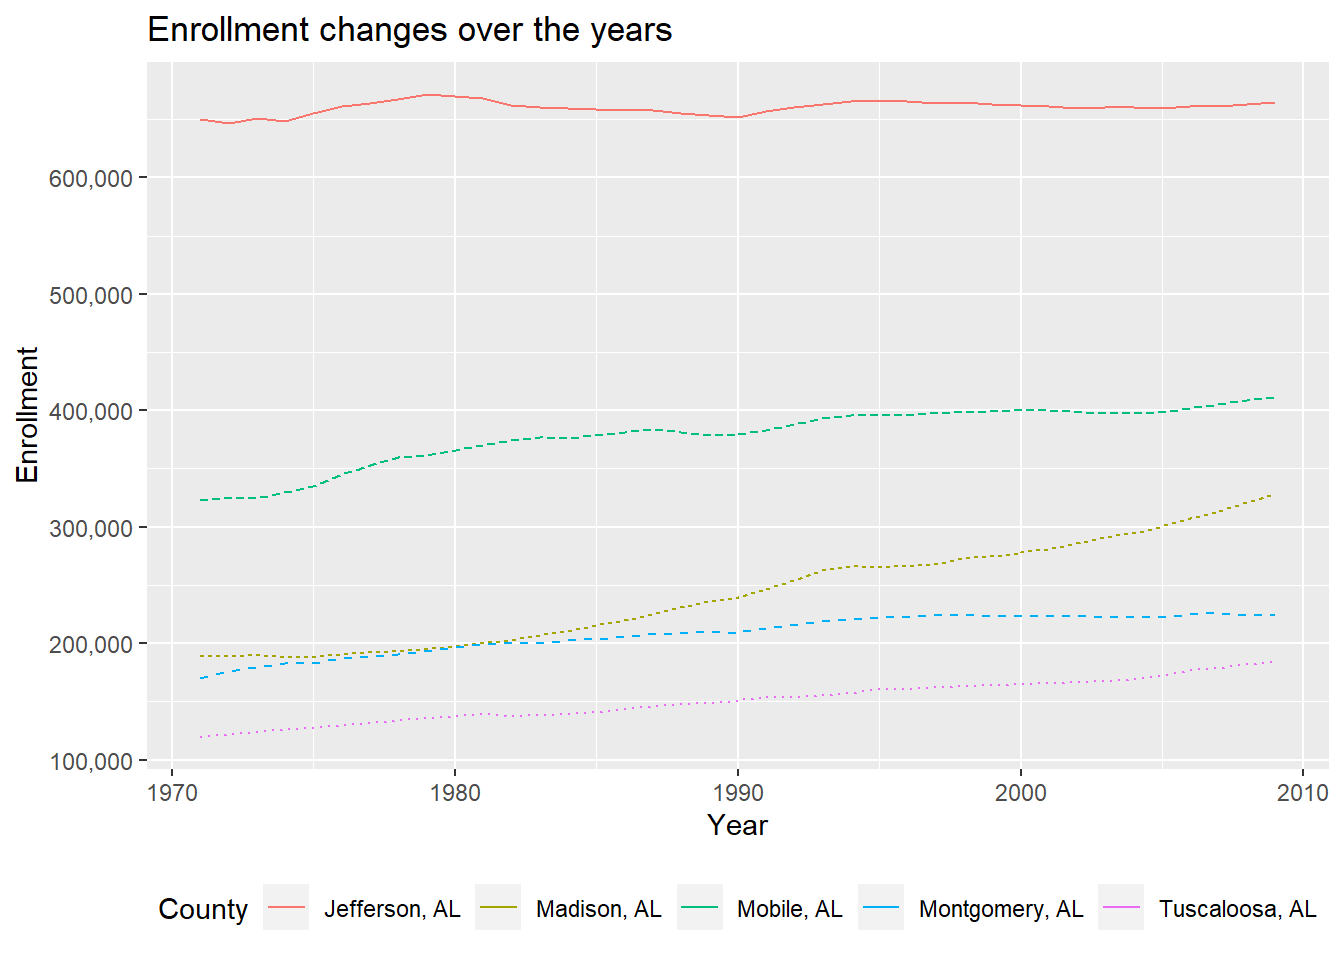 Enrollment changes over the years
600,000
500,000
400,000
300,000
200,000
100,000
Enrollment
1970 1980 1990 2000 2010
Year
County Jefferson, AL Madison, AL Mobile, AL Montgomery, AL Tuscaloosa, AL